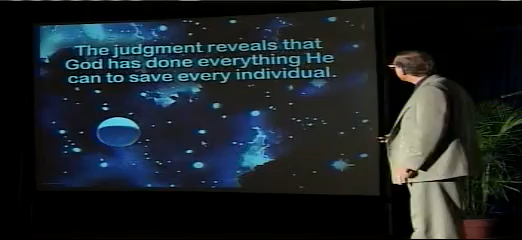 The judgment reveals that
God has done everything He
can to save every individual.